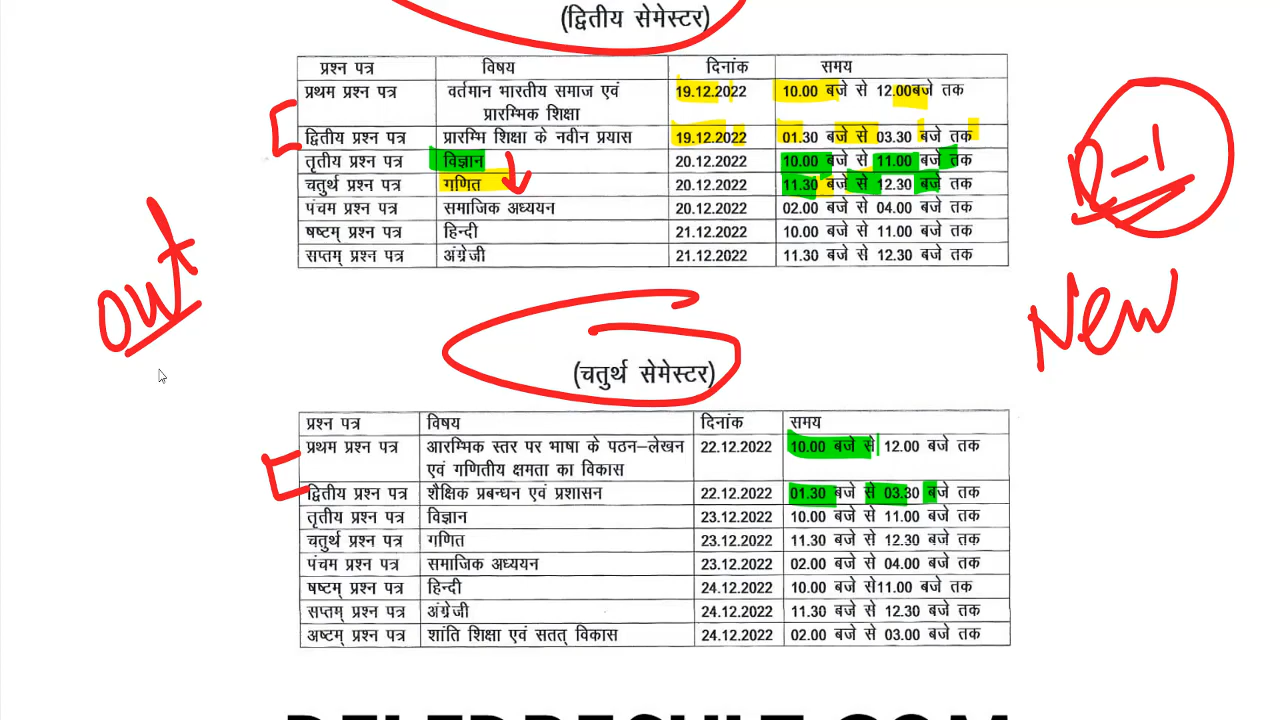 (द्वितीय सेमेस्टर)
प्रश्न पत्र विषय दिनांक समय
प्रथम प्रश्न पत्र वर्तमान भारतीय समाज एवं 19.12.2022 10.00 बजे से 12.00बजे तक
प्रारम्भिक शिक्षा
द्वितीय प्रश्न पत्र प्रारम्भि शिक्षा के नवीन प्रयास 19.12.2022 01.30 बजे से 03.30 बजे तक
तृतीय प्रश्न पत्र विज्ञान 20.12.2022 10.00 बजे से 11.00 बजे तक
चतुर्थ प्रश्न पत्र गणित 20.12.2022 11.30 बजे से 12.30 बजे तक
पंचम प्रश्न पत्र समाजिक अध्ययन 20.12.2022 02.00 बजे से 04.00 बजे तक
षष्टम् प्रश्न पत्र हिन्दी 21.12.2022 10.00 बजे से 11.00 बजे तक
सप्तम् प्रश्न पत्र अंग्रेजी 21.12.2022 11.30 बजे से 12.30 बजे तक
R-1
out
New
(चतुर्थ सेमेस्टर)
प्रश्न पत्र विषय दिनांक समय
प्रथम प्रश्न पत्र आरम्भिक स्तर पर भाषा के पठन–लेखन 22.12.2022 10.00 बजे से 12.00 बजे तक
एवं गणितीय क्षमता का विकास
द्वितीय प्रश्न पत्र शैक्षिक प्रबन्धन एवं प्रशासन 22.12.2022 01.30 बजे से 03.30 बजे तक
तृतीय प्रश्न पत्र विज्ञान 23.12.2022 10.00 बजे से 11.00 बजे तक
चतुर्थ प्रश्न पत्र गणित 23.12.2022 11.30 बजे से 12.30 बजे तक
पंचम प्रश्न पत्र समाजिक अध्ययन 23.12.2022 02.00 बजे से 04.00 बजे तक
षष्टम् प्रश्न पत्र हिन्दी 24.12.2022 10.00 बजे से11.00 बजे तक
सप्तम् प्रश्न पत्र अंग्रेजी 24.12.2022 11.30 बजे से 12.30 बजे तक
अष्टम् प्रश्न पत्र शांति शिक्षा एवं सतत् विकास 24.12.2022 02.00 बजे से 03.00 बजे तक